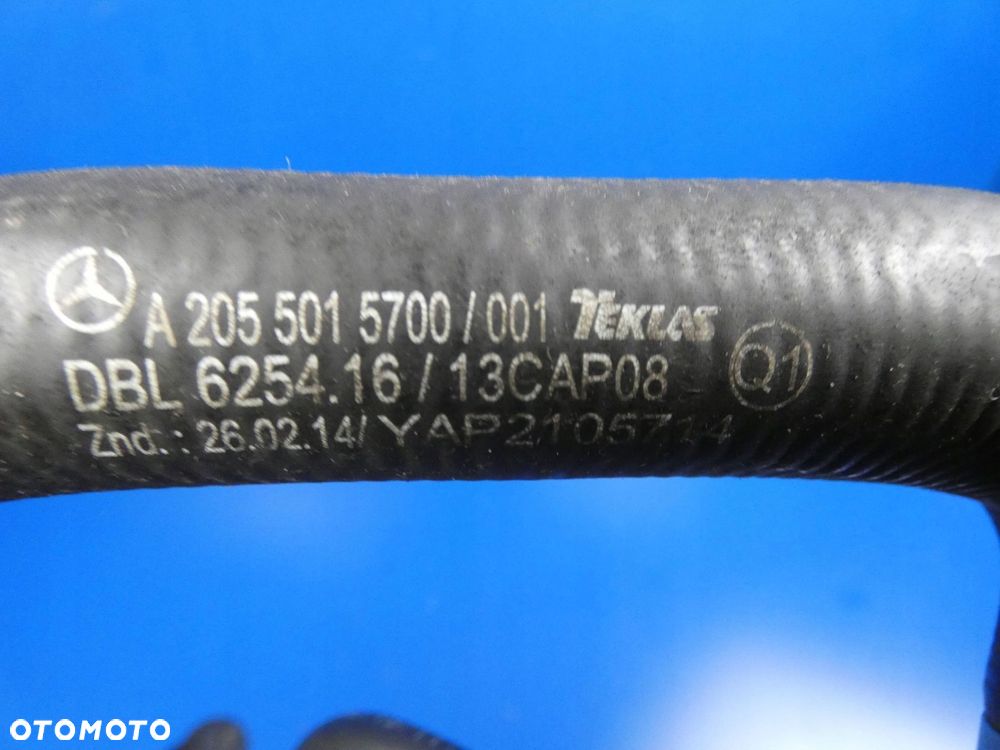 A 205 501 5700 / 001 TEKLAS
DBL 6254.16 / 13CAP08 Q1
Znd.: 26.02.14/ YAP2105714
OTOMOTO